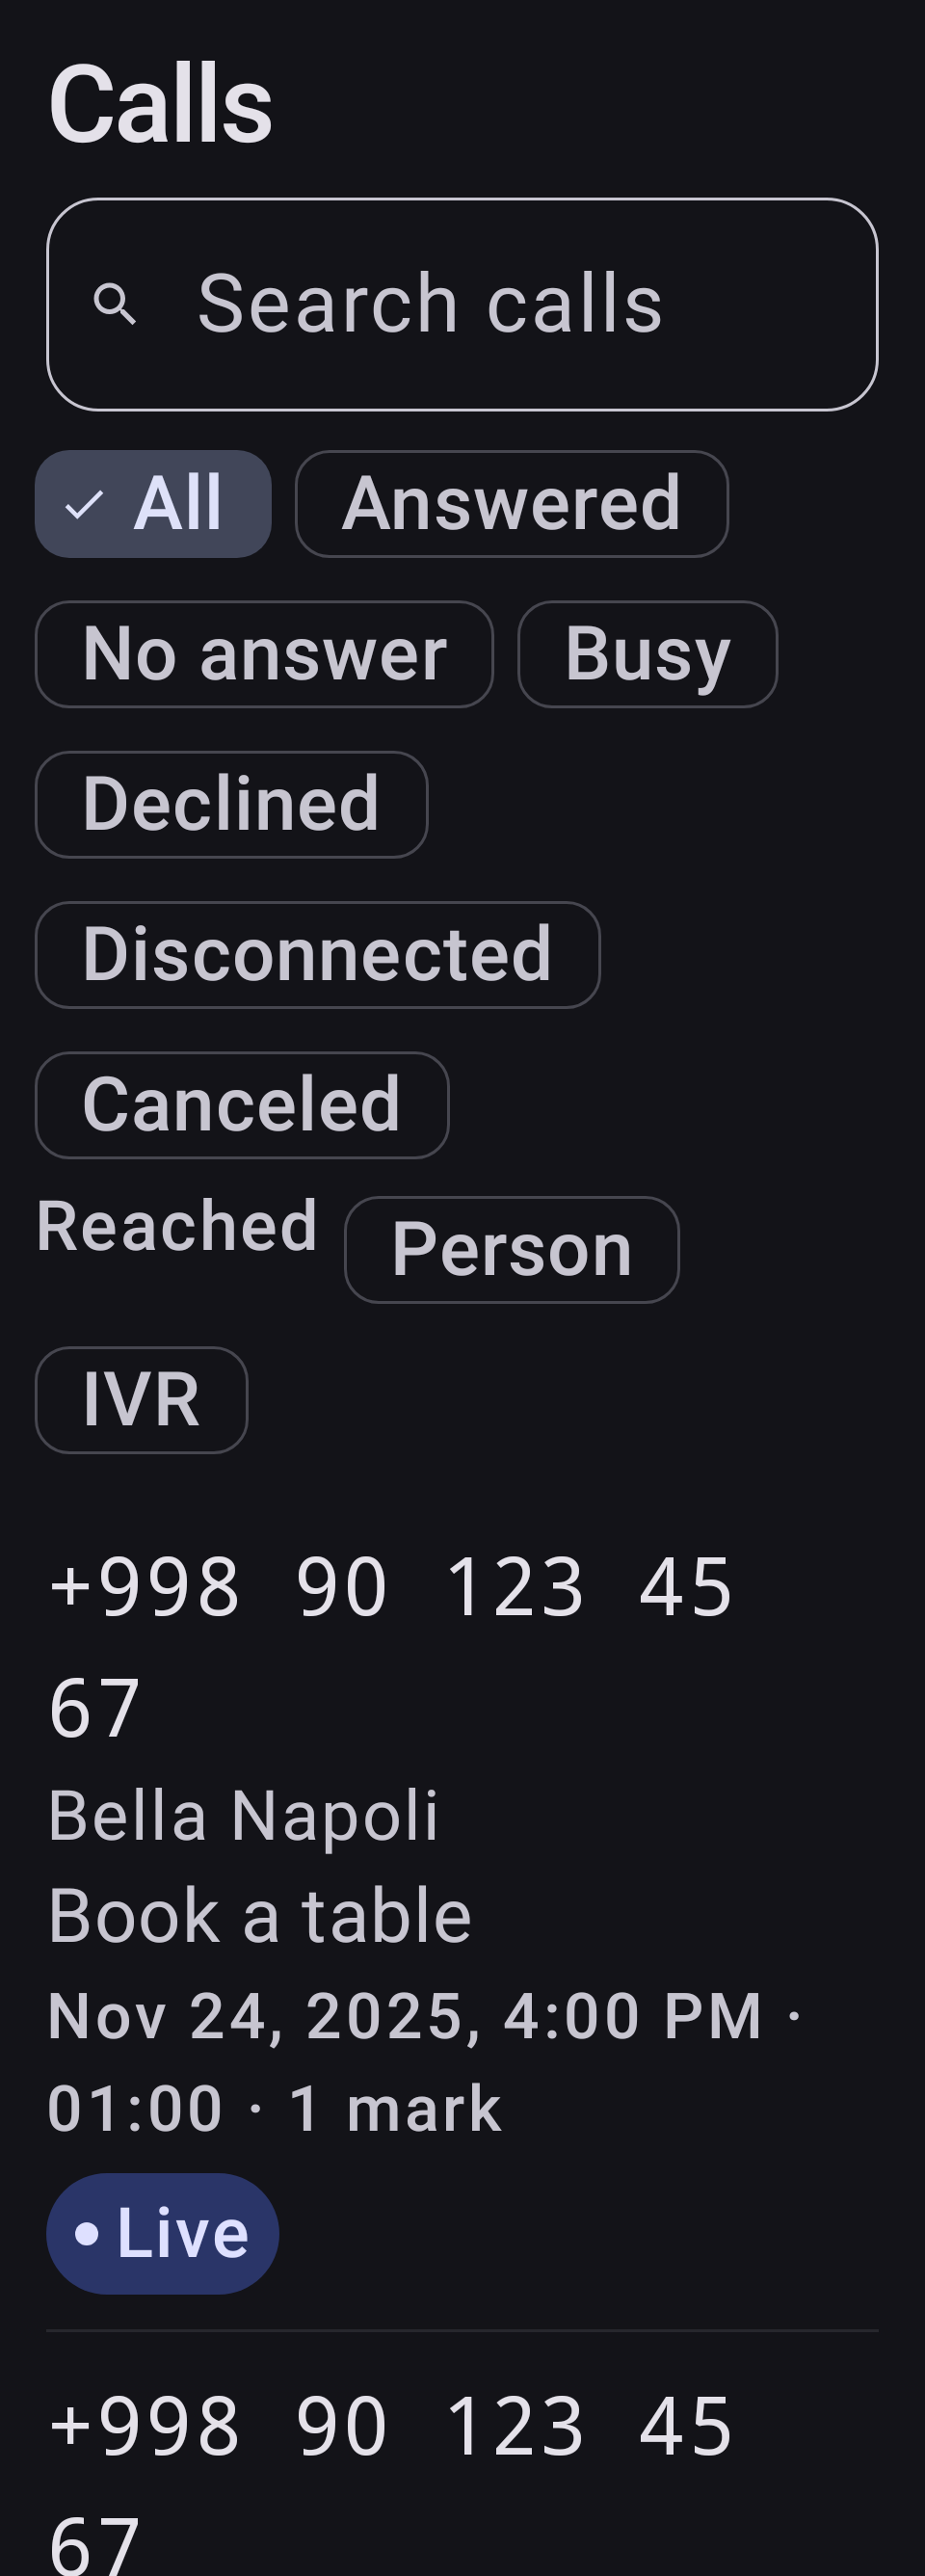 Calls
Search calls
All
Answered
No answer
Busy
Declined
Disconnected
Canceled
Reached
Person
IVR
+998 90 123 45
67
Bella Napoli
Book a table
Nov 24, 2025, 4:00 PM ·
01:00 · 1 mark
Live
+998 90 123 45
67